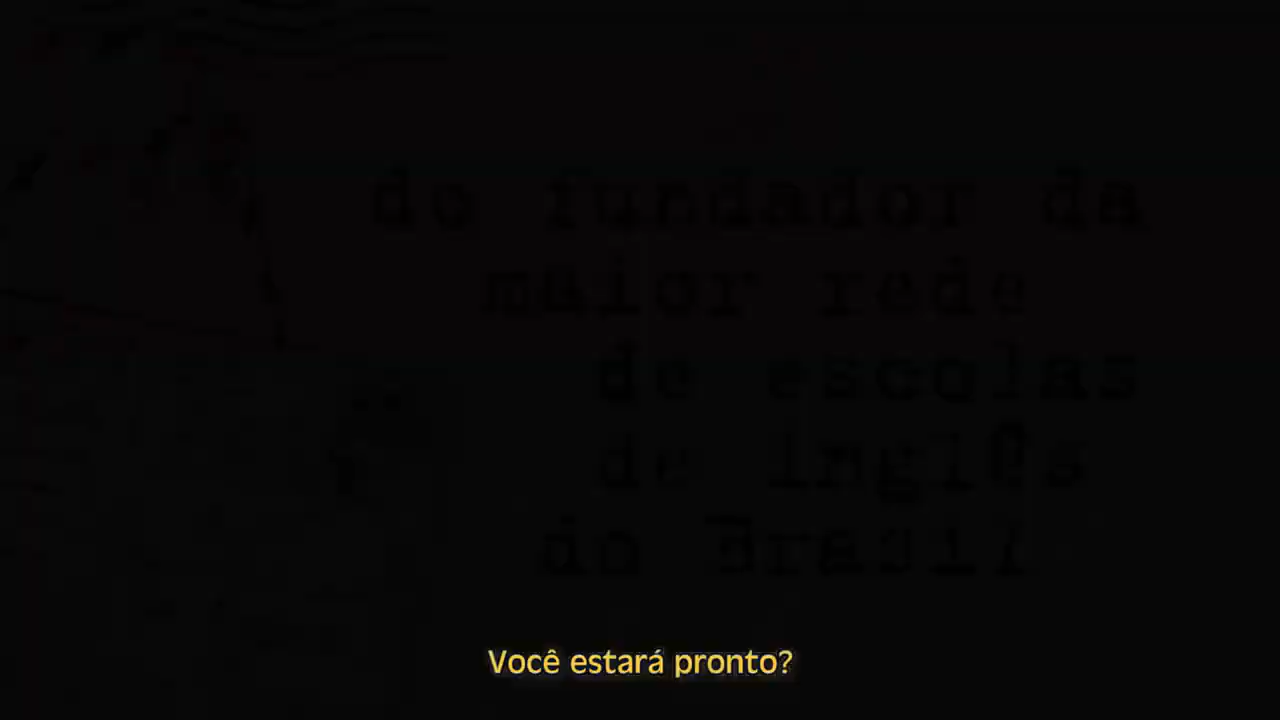 do fundador da
maior rede
de escolas
de inglês
do Brasil
Você estará pronto?